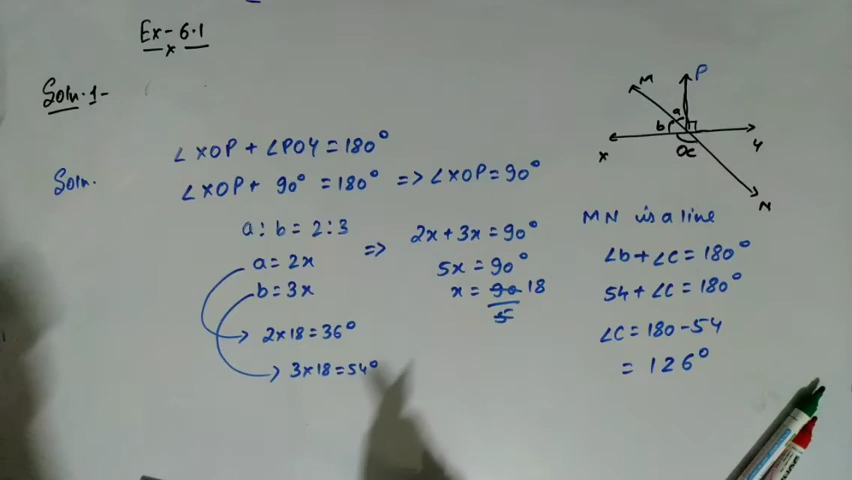 Ex-6.1
x
Soln.1-
∠XOP + ∠POY = 180°
Soln.
∠XOP + 90° = 180° => ∠XOP = 90°
a : b = 2 : 3
a = 2x
b = 3x
2x18 = 36°
3x18 = 54°
=> 2x + 3x = 90°
5x = 90°
x = 90 18
5
M
P
a
b
X
Y
OC
N
MN is a line
∠b + ∠C = 180°
54 + ∠C = 180°
∠C = 180 - 54
= 126°